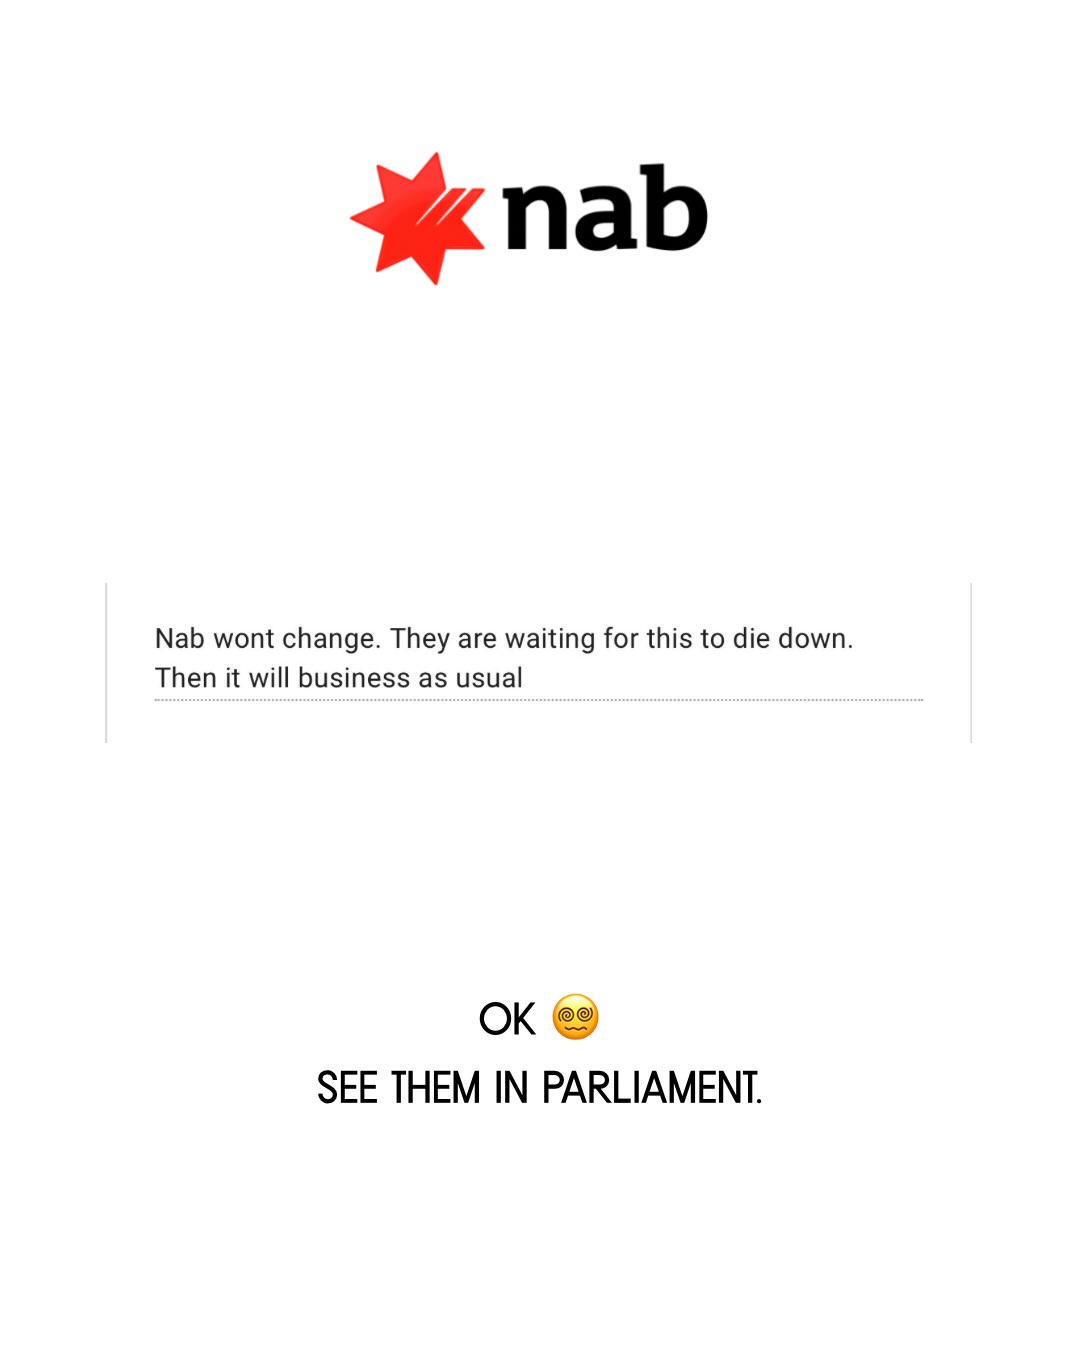 nab
Nab wont change. They are waiting for this to die down.
Then it will business as usual
OK 😵‍💫
SEE THEM IN PARLIAMENT.